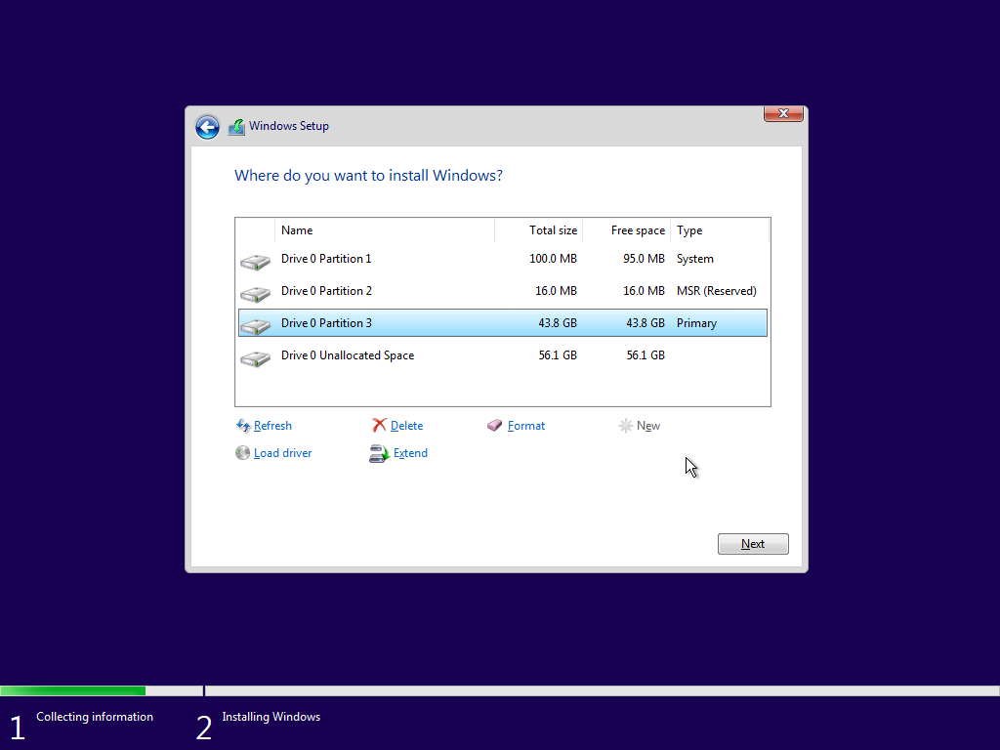 Windows Setup
Where do you want to install Windows?
Name Total size Free space Type
Drive 0 Partition 1 100.0 MB 95.0 MB System
Drive 0 Partition 2 16.0 MB 16.0 MB MSR (Reserved)
Drive 0 Partition 3 43.8 GB 43.8 GB Primary
Drive 0 Unallocated Space 56.1 GB 56.1 GB
Refresh Delete Format New
Load driver Extend
Next
1 Collecting information 2 Installing Windows